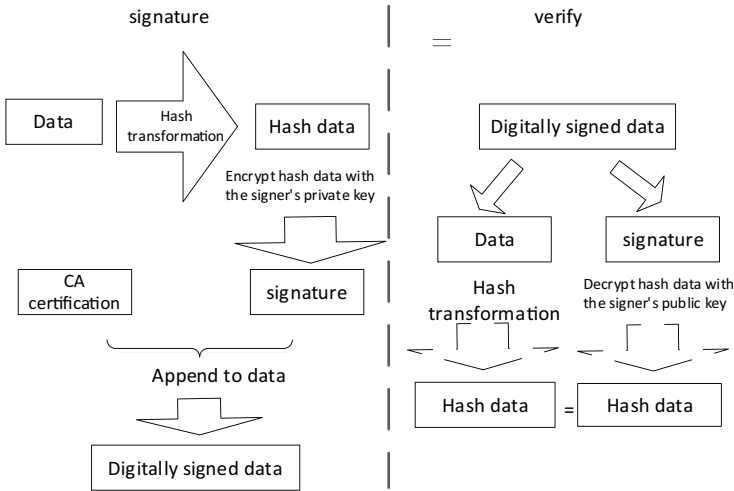 signature
Data
Hash
transformation
Hash data
Encrypt hash data with
the signer's private key
CA
certification
signature
Append to data
Digitally signed data
=
verify
Digitally signed data
Data
signature
Hash
transformation
Decrypt hash data with
the signer's public key
Hash data
=
Hash data